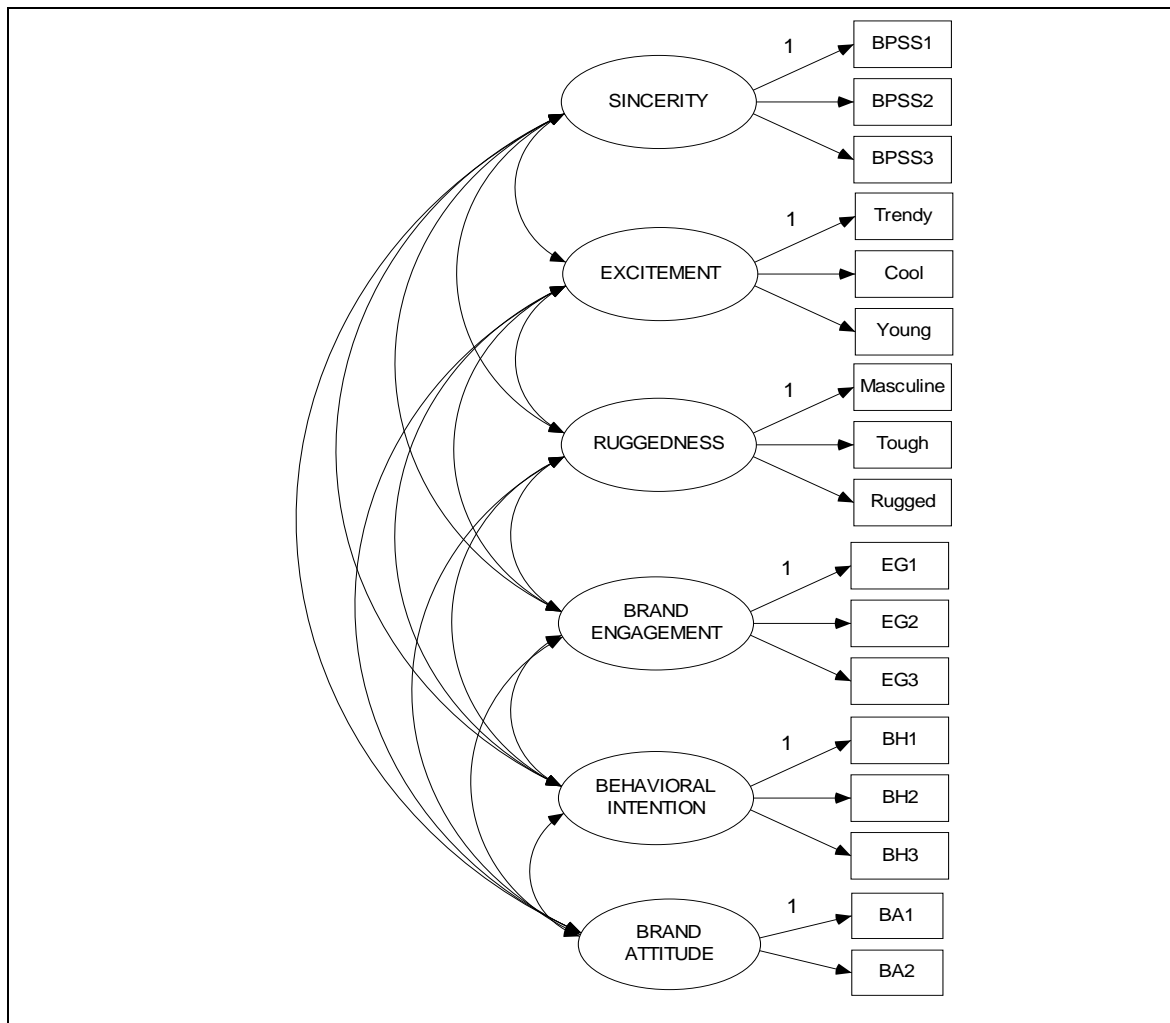 1
BPSS1
SINCERITY
BPSS2
BPSS3
1
Trendy
EXCITEMENT
Cool
Young
1
Masculine
RUGGEDNESS
Tough
Rugged
1
EG1
BRAND
ENGAGEMENT
EG2
EG3
1
BH1
BEHAVIORAL
INTENTION
BH2
BH3
1
BA1
BRAND
ATTITUDE
BA2